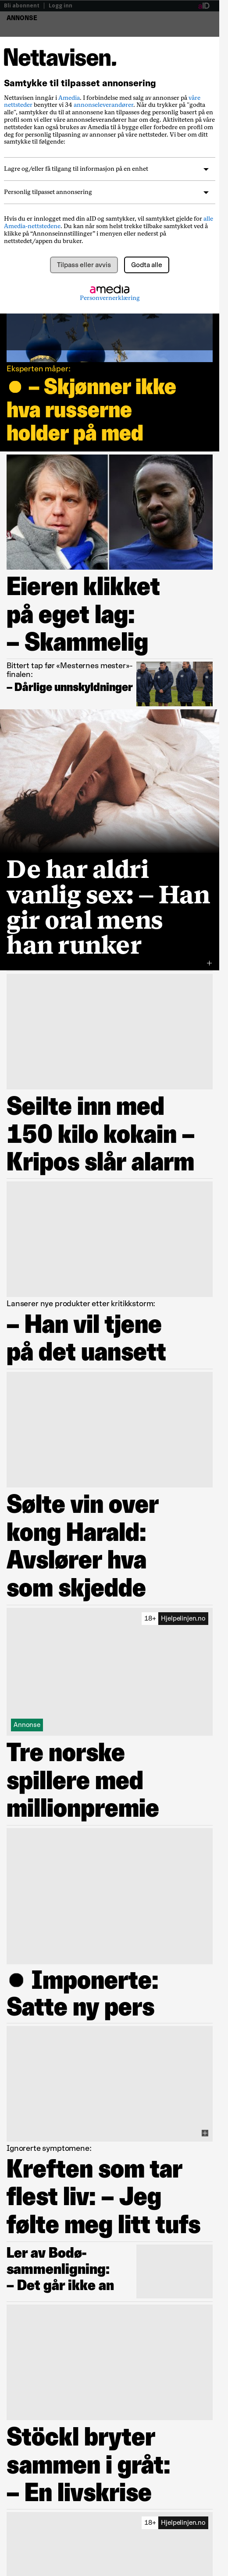 Bli abonnent | Logg inn
ANNONSE
Nettavisen.
Samtykke til tilpasset annonsering
Nettavisen inngår i Amedia. I forbindelse med salg av annonser på våre
nettsteder benytter vi 34 annonseleverandører. Når du trykker på "godta
alle", samtykker du til at annonsene kan tilpasses deg personlig basert på en
profil som vi eller våre annonseleverandører har om deg. Aktiviteten din på
nettstedet kan også brukes av Amedia til å bygge eller forbedre en profil om
deg for personlig tilpasning av annonser på våre nettsteder. Vi ber om ditt
samtykke til følgende:
Lagre og/eller få tilgang til informasjon på en enhet
Personlig tilpasset annonsering
Hvis du er innlogget med din aID og samtykker, vil samtykket gjelde for alle
Amedia-nettstedene. Du kan når som helst trekke tilbake samtykket ved å
klikke på “Annonseinnstillinger” i menyen eller nederst på
nettstedet/appen du bruker.
Tilpass eller avvis
Godta alle
amedia
Personvernerklæring
Eksperten måper:
● – Skjønner ikke
hva russerne
holder på med
Eieren klikket
på eget lag:
– Skammelig
Bittert tap før «Mesternes mester»-
finalen:
– Dårlige unnskyldninger
De har aldri
vanlig sex: – Han
gir oral mens
han runker
Seilte inn med
150 kilo kokain –
Kripos slår alarm
Lanserer nye produkter etter kritikkstorm:
– Han vil tjene
på det uansett
Sølte vin over
kong Harald:
Avslører hva
som skjedde
18+ Hjelpelinjen.no
Annonse
Tre norske
spillere med
millionpremie
● Imponerte:
Satte ny pers
Ignorerte symptomene:
Kreften som tar
flest liv: – Jeg
følte meg litt tufs
Ler av Bodø-
sammenligning:
– Det går ikke an
Stöckl bryter
sammen i gråt:
– En livskrise
18+ Hjelpelinjen.no